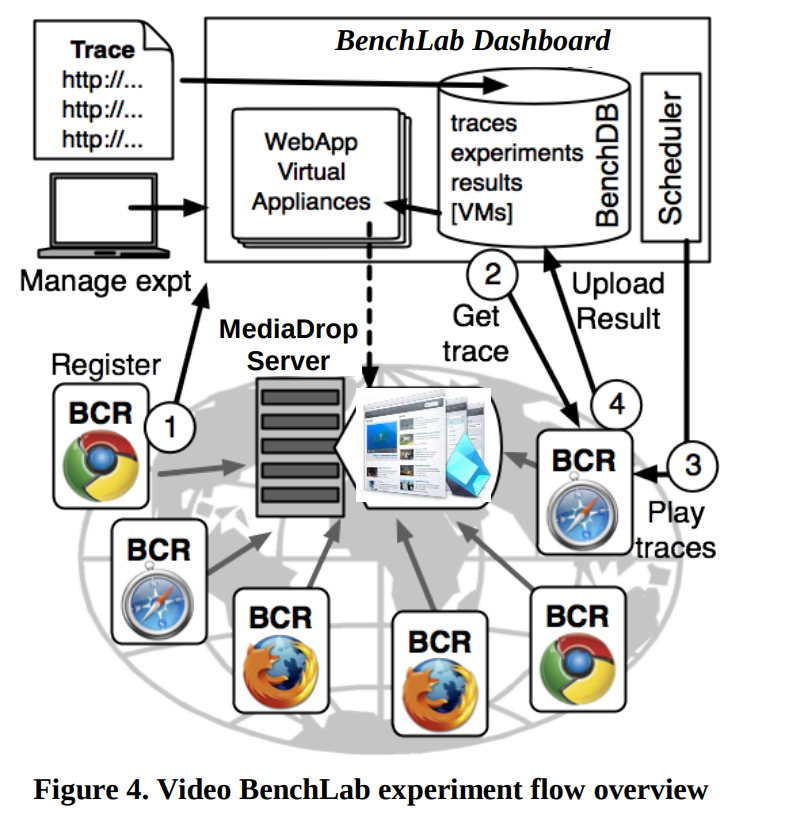 Trace
http://...
http://...
http://...
BenchLab Dashboard
WebApp
Virtual
Appliances
traces
experiments
results
[VMs]
BenchDB
Scheduler
Manage expt
2
Get
trace
Upload
Result
MediaDrop
Server
Register
BCR
1
4
BCR
3
Play
traces
BCR
BCR
BCR
BCR
Figure 4. Video BenchLab experiment flow overview